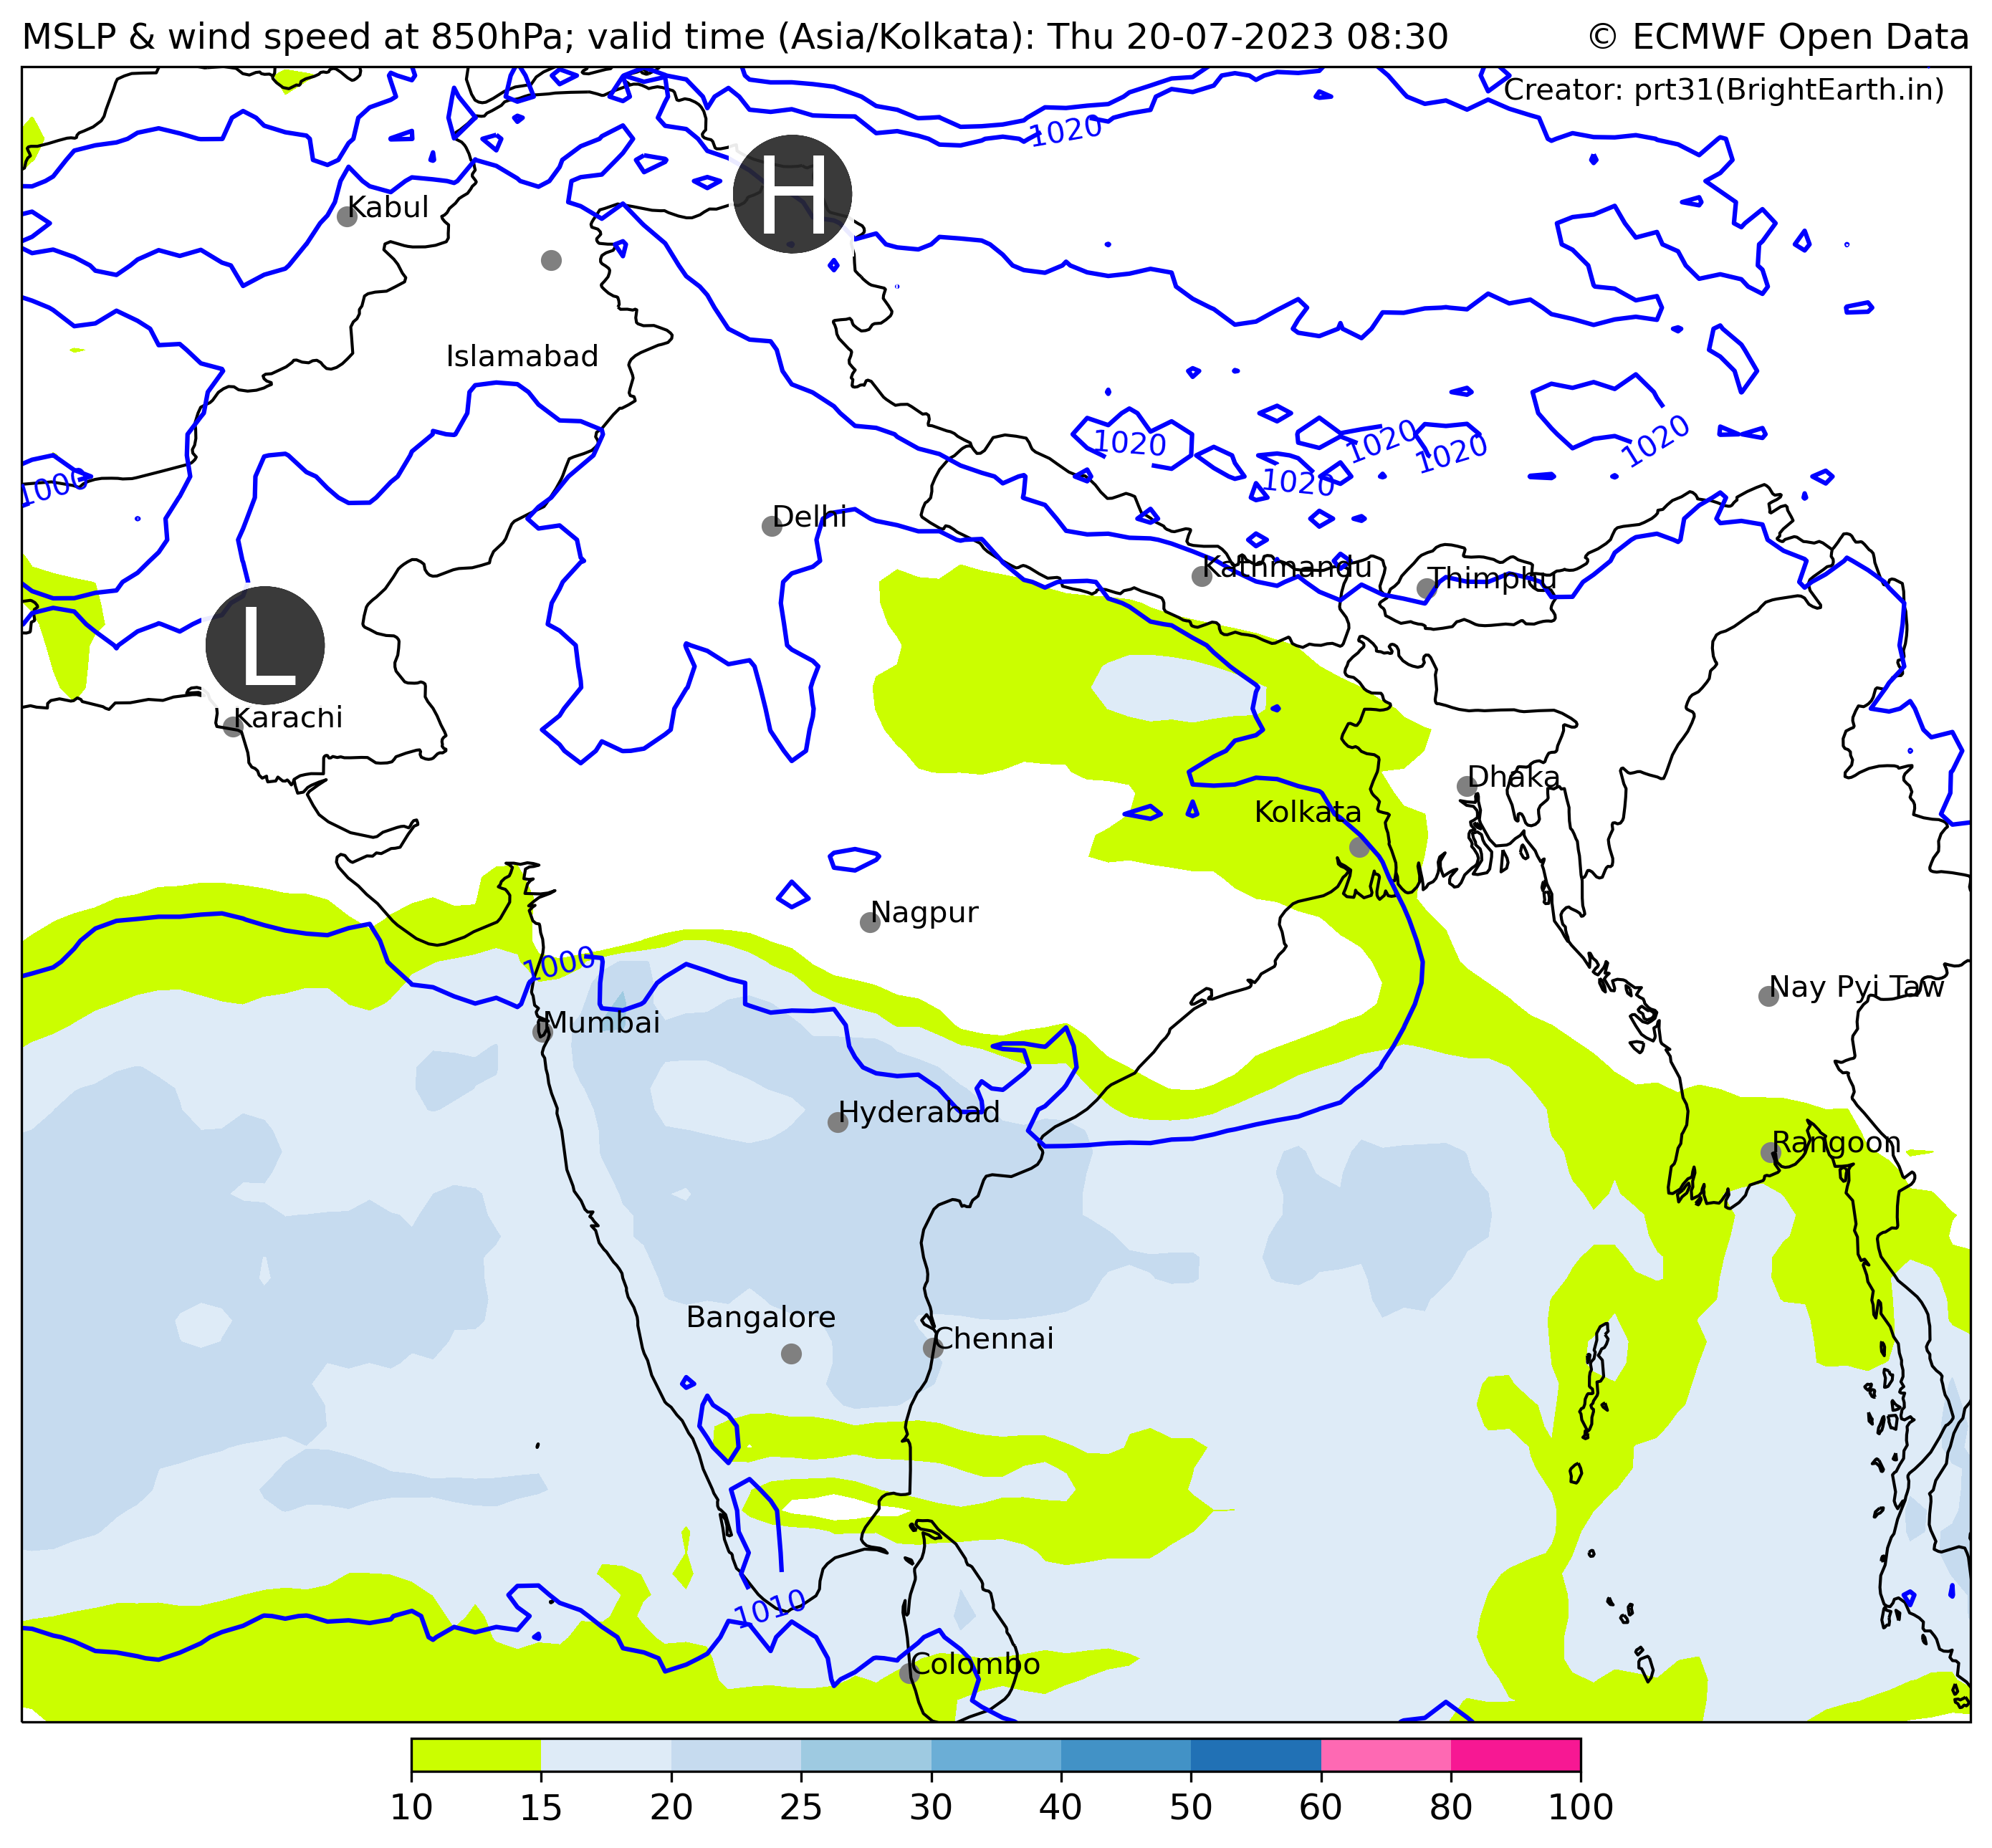 MSLP & wind speed at 850hPa; valid time (Asia/Kolkata): Thu 20-07-2023 08:30 © ECMWF Open Data
Creator: prt31(BrightEarth.in)
1020
H
Kabul
Islamabad
1020
1020
1020
1020
1020
1000
Delhi
Kathmandu
Thimphu
L
Karachi
Dhaka
Kolkata
Nagpur
1000
Nay Pyi Taw
Mumbai
Hyderabad
Rangoon
Bangalore
Chennai
1010
Colombo
10 15 20 25 30 40 50 60 80 100